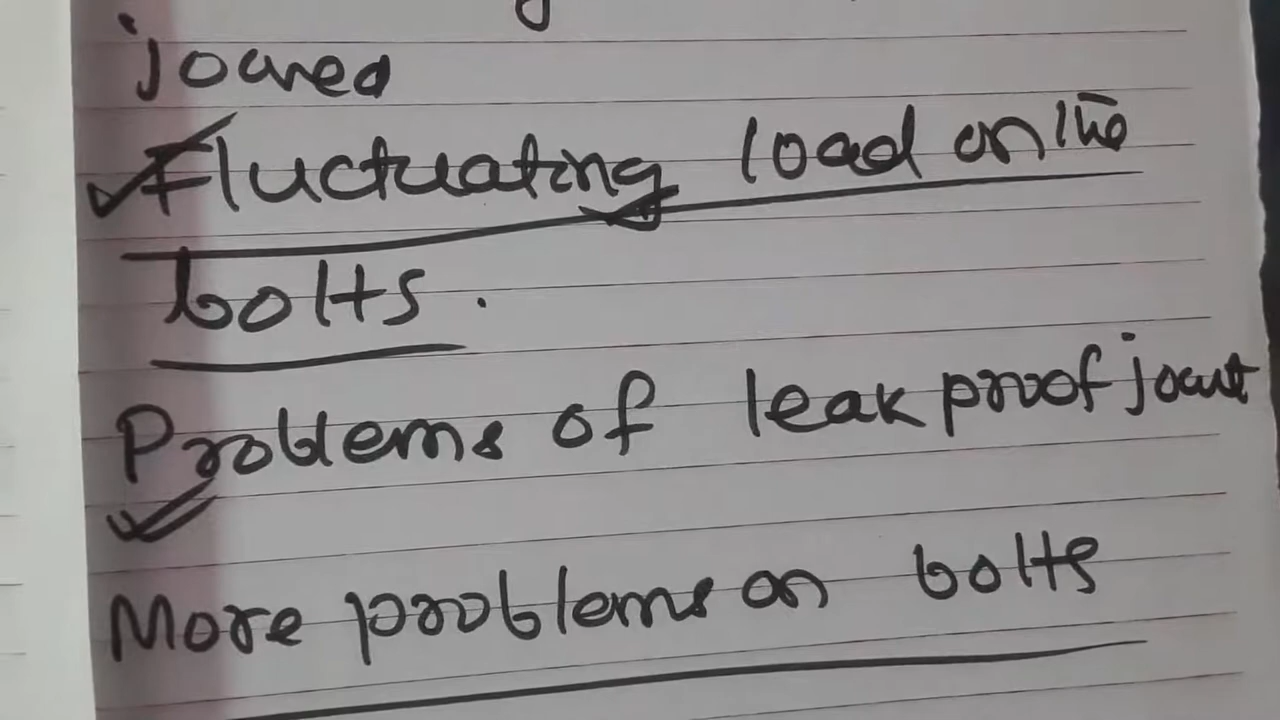 joined
Fluctuating load on the
bolts.
Problems of leak proof joint
More problems on bolts